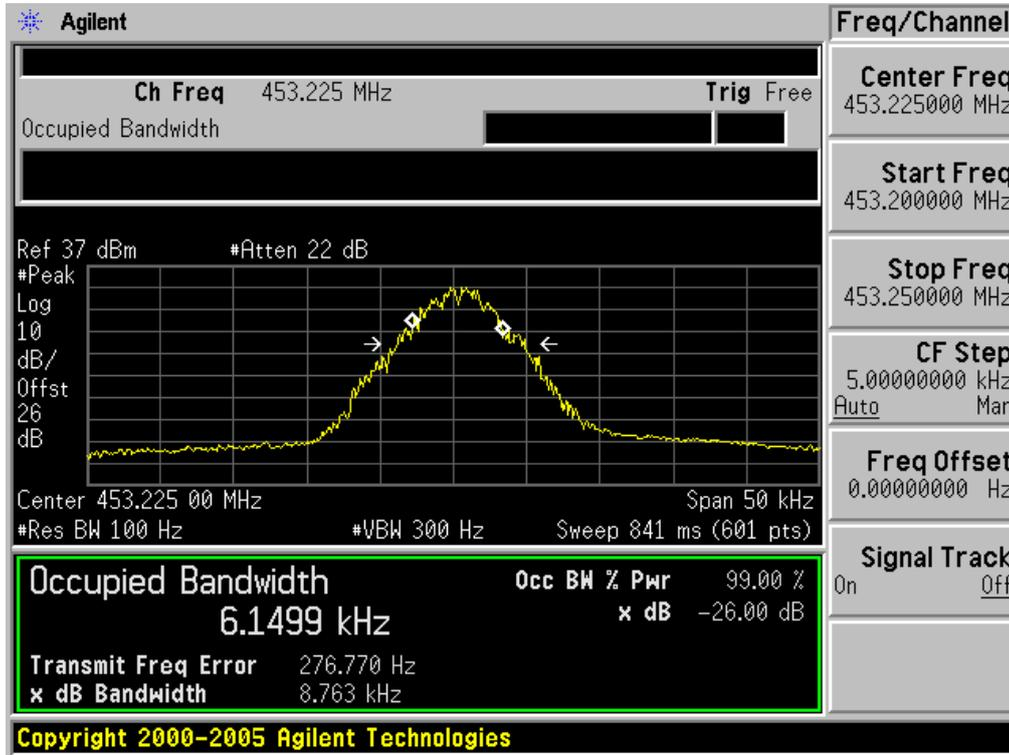 Agilent
Ch Freq 453.225 MHz Trig Free
Occupied Bandwidth
Ref 37 dBm #Atten 22 dB
#Peak
Log
10
dB/
Offst
26
dB
Center 453.225 00 MHz Span 50 kHz
#Res BW 100 Hz #VBW 300 Hz Sweep 841 ms (601 pts)
Occupied Bandwidth
6.1499 kHz
Occ BW % Pwr 99.00 %
x dB -26.00 dB
Transmit Freq Error 276.770 Hz
x dB Bandwidth 8.763 kHz
Copyright 2000-2005 Agilent Technologies
Freq/Channel
Center Freq
453.225000 MHz
Start Freq
453.200000 MHz
Stop Freq
453.250000 MHz
CF Step
5.00000000 kHz
Auto Man
Freq Offset
0.00000000 Hz
Signal Track
On Off